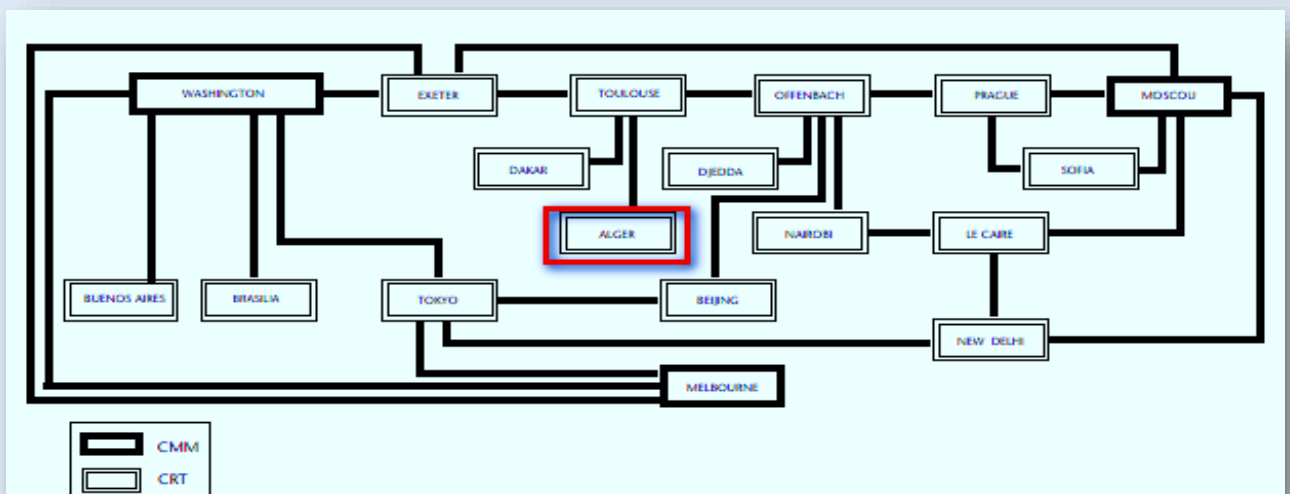 WASHINGTON
EXETER
TOULOUSE
OFFENBACH
PRAGUE
MOSCOU
DAKAR
DJEDDA
SOFIA
ALGER
NAIROBI
LE CAIRE
BUENOS AIRES
BRASILIA
TOKYO
BEIJING
NEW DELHI
MELBOURNE
CMM
CRT